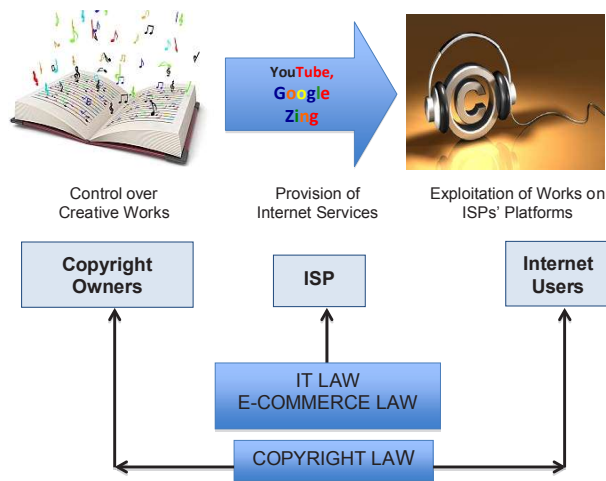 YouTube,
Google
Zing
C
Control over
Creative Works
Provision of
Internet Services
Exploitation of Works on
ISPs' Platforms
Copyright
Owners
ISP
Internet
Users
IT LAW
E-COMMERCE LAW
COPYRIGHT LAW